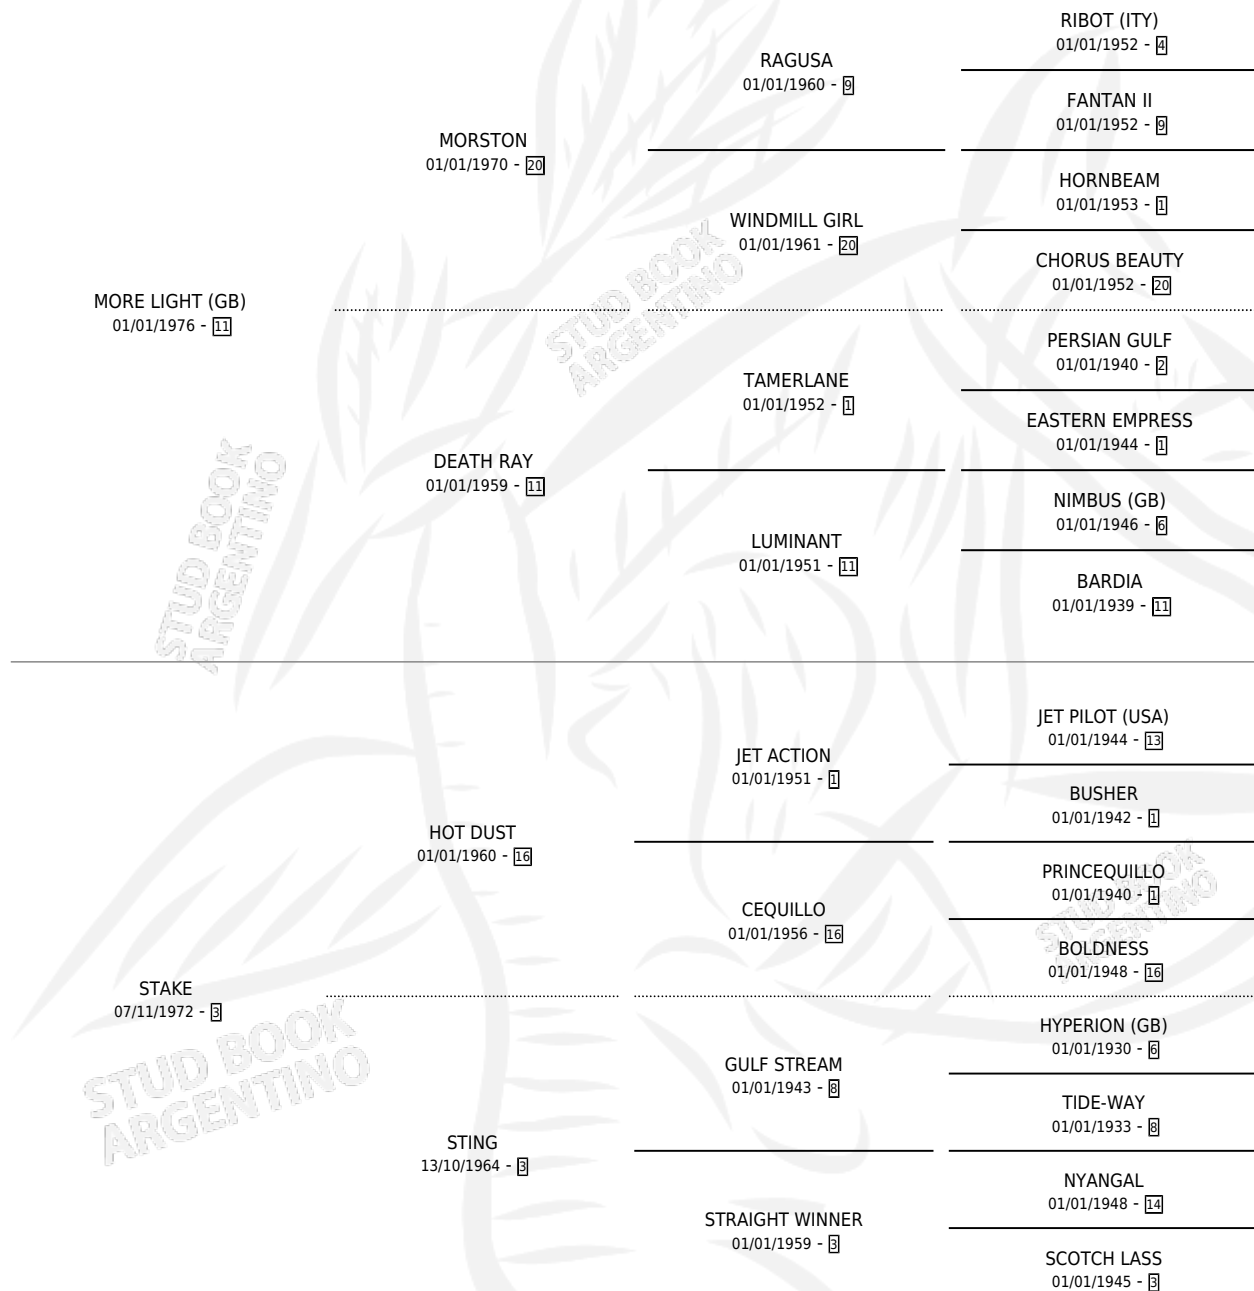 RIBOT (ITY)
01/01/1952 - 4
RAGUSA
01/01/1960 - 9
FANTAN II
01/01/1952 - 9
MORSTON
01/01/1970 - 20
HORNBEAM
01/01/1953 - 1
WINDMILL GIRL
01/01/1961 - 20
CHORUS BEAUTY
01/01/1952 - 20
MORE LIGHT (GB)
01/01/1976 - 11
PERSIAN GULF
01/01/1940 - 2
TAMERLANE
01/01/1952 - 1
EASTERN EMPRESS
01/01/1944 - 1
DEATH RAY
01/01/1959 - 11
NIMBUS (GB)
01/01/1946 - 6
LUMINANT
01/01/1951 - 11
BARDIA
01/01/1939 - 11
JET PILOT (USA)
01/01/1944 - 13
JET ACTION
01/01/1951 - 1
BUSHER
01/01/1942 - 1
HOT DUST
01/01/1960 - 16
PRINCEQUILLO
01/01/1940 - 1
CEQUILLO
01/01/1956 - 16
BOLDNESS
01/01/1948 - 16
STAKE
07/11/1972 - 3
HYPERION (GB)
01/01/1930 - 6
GULF STREAM
01/01/1943 - 8
TIDE-WAY
01/01/1933 - 8
STING
13/10/1964 - 3
NYANGAL
01/01/1948 - 14
STRAIGHT WINNER
01/01/1959 - 3
SCOTCH LASS
01/01/1945 - 3
STUD BOOK
ARGENTINO
STUD BOOK
ARGENTINO
STUD BOOK
ARGENTINO
STUD BOOK
ARGENTINO